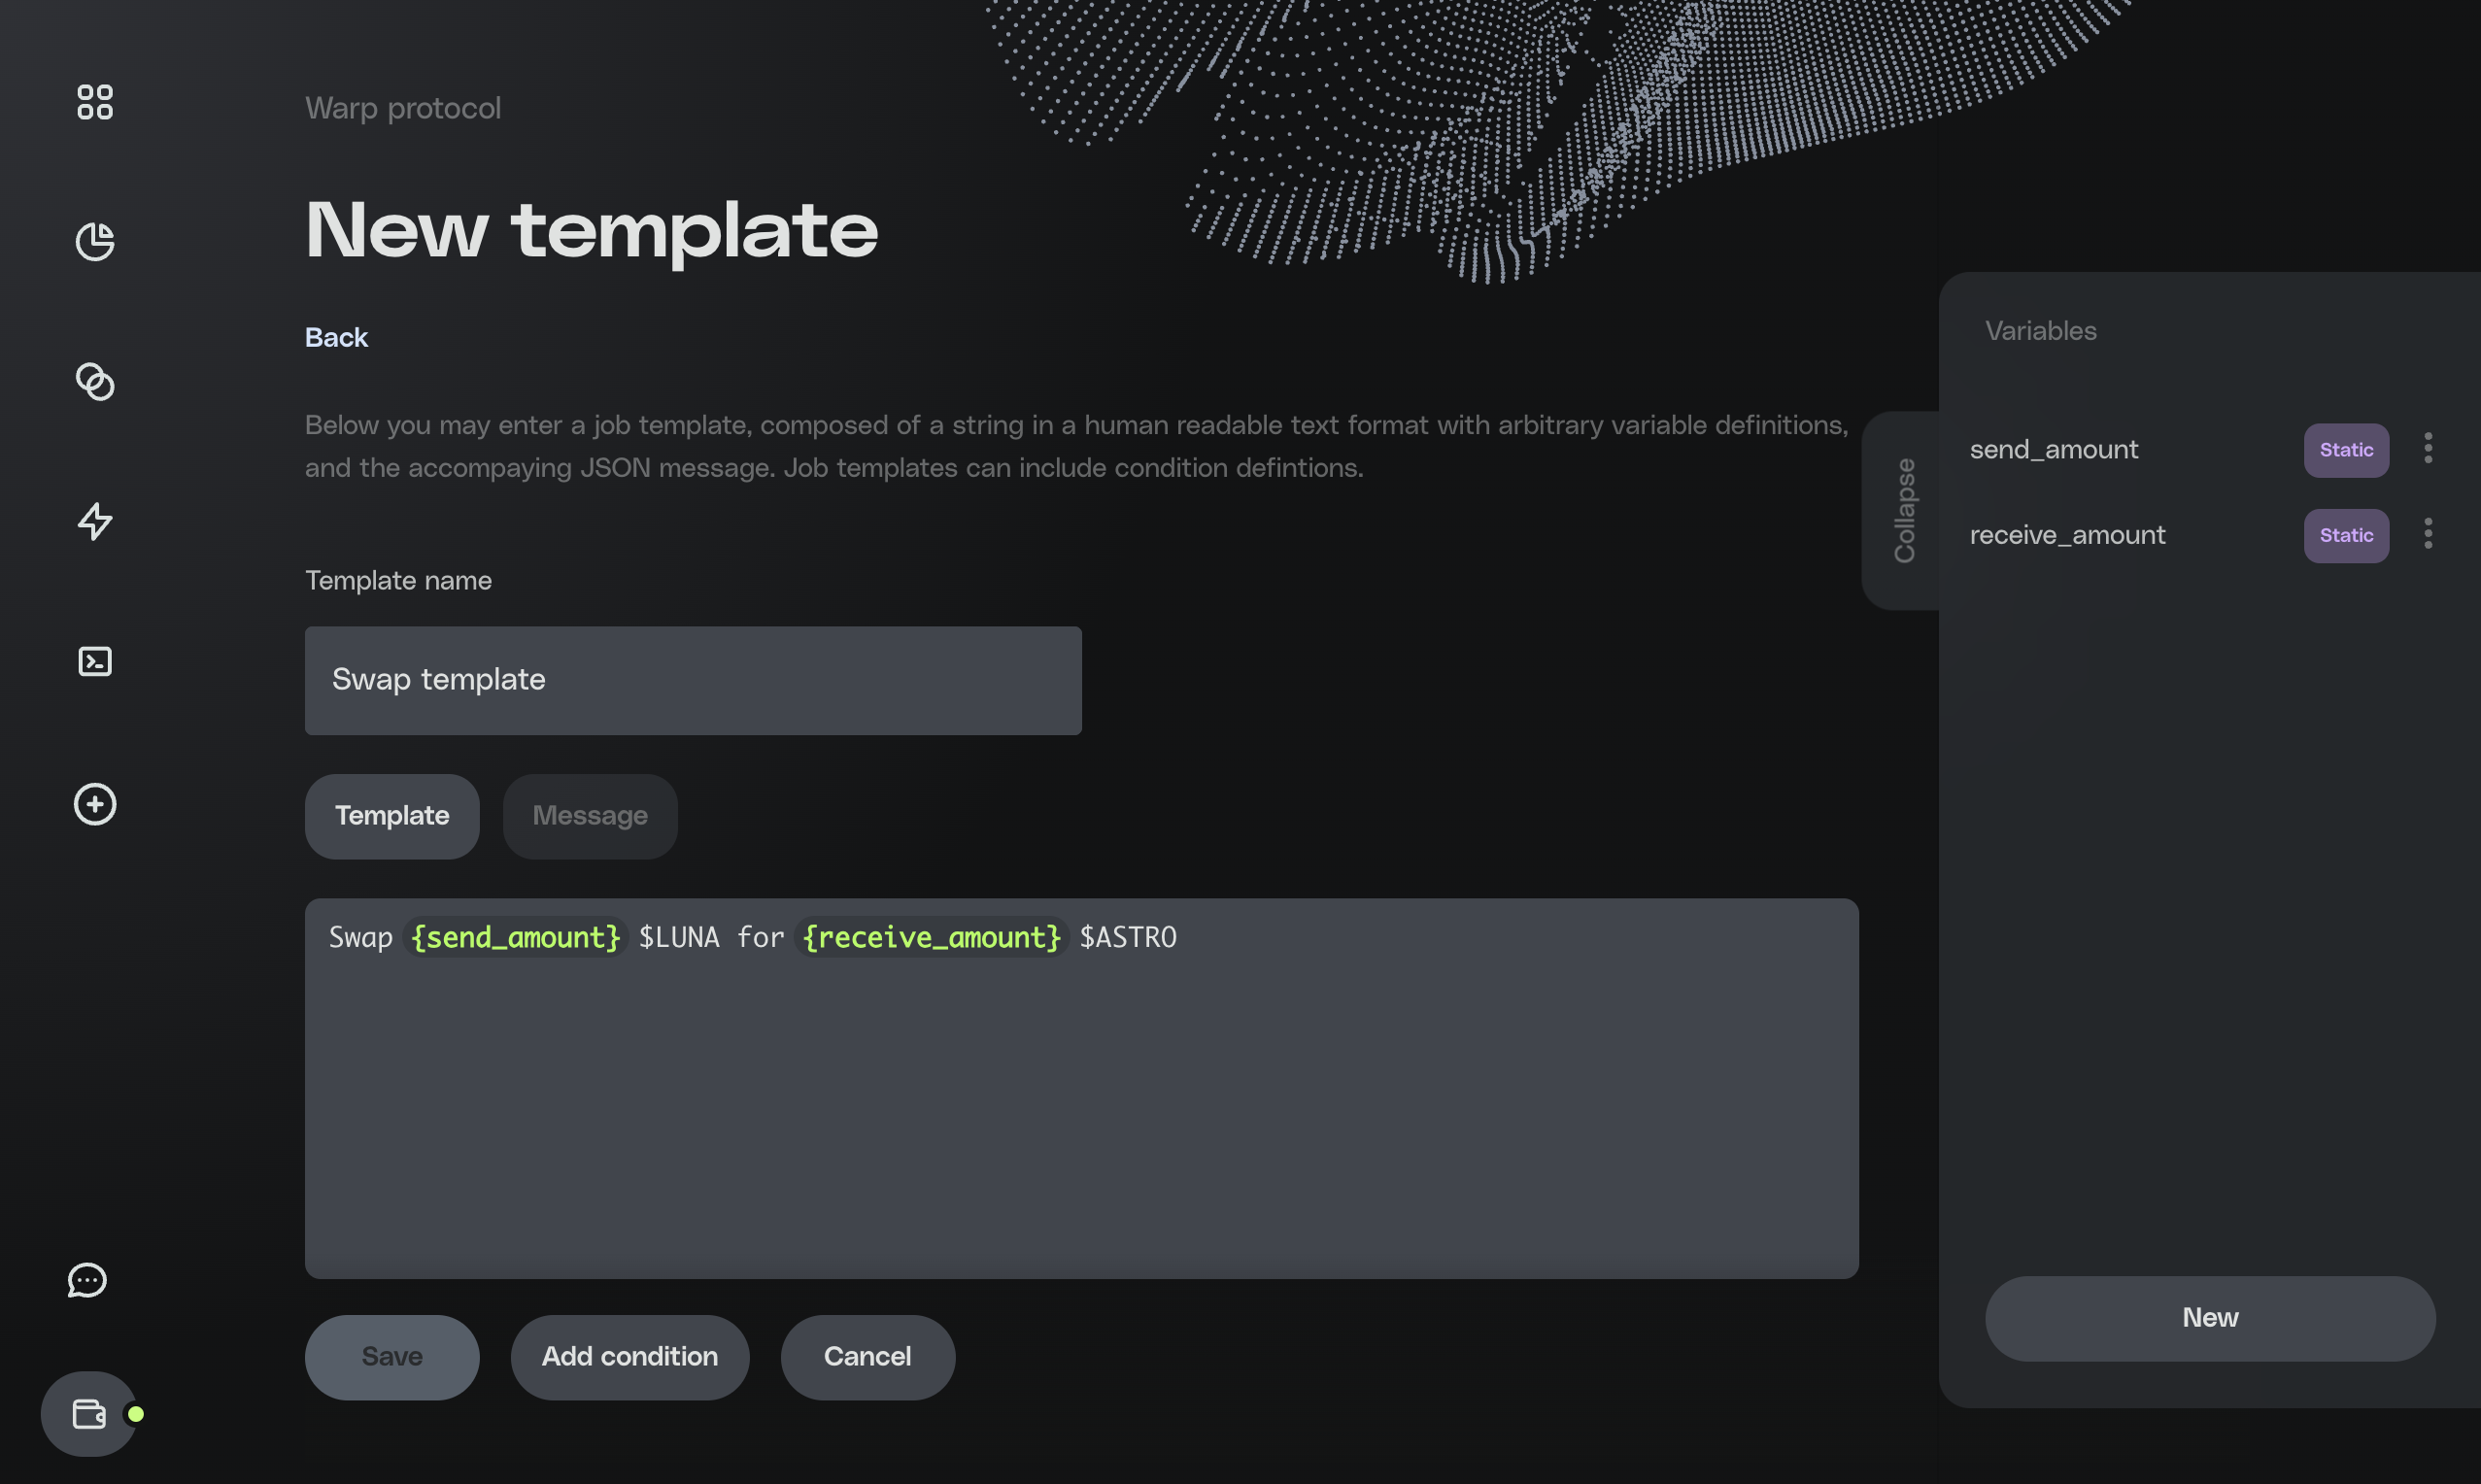 Warp protocol
New template
Back
Below you may enter a job template, composed of a string in a human readable text format with arbitrary variable definitions,
and the accompaying JSON message. Job templates can include condition defintions.
Template name
Swap template
Template Message
Swap {send_amount} $LUNA for {receive_amount} $ASTRO
Save Add condition Cancel
Collapse
Variables
send_amount Static
receive_amount Static
New